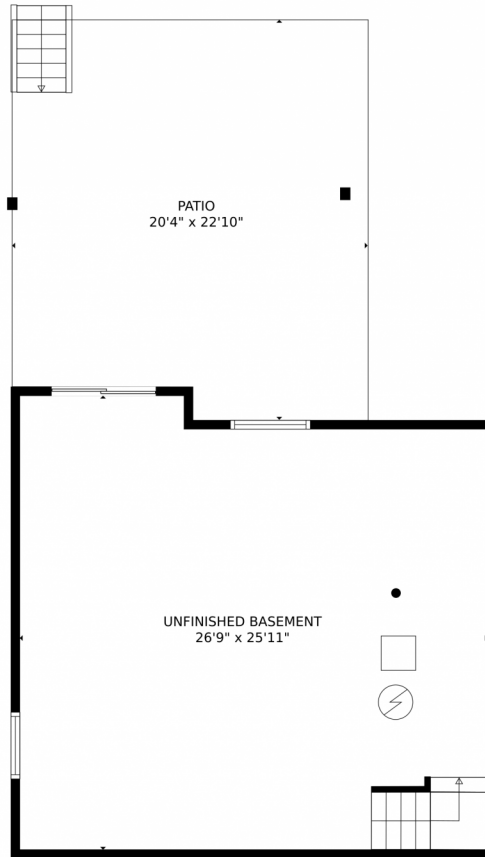 PATIO
20'4" x 22'10"
UNFINISHED BASEMENT
26'9" x 25'11"